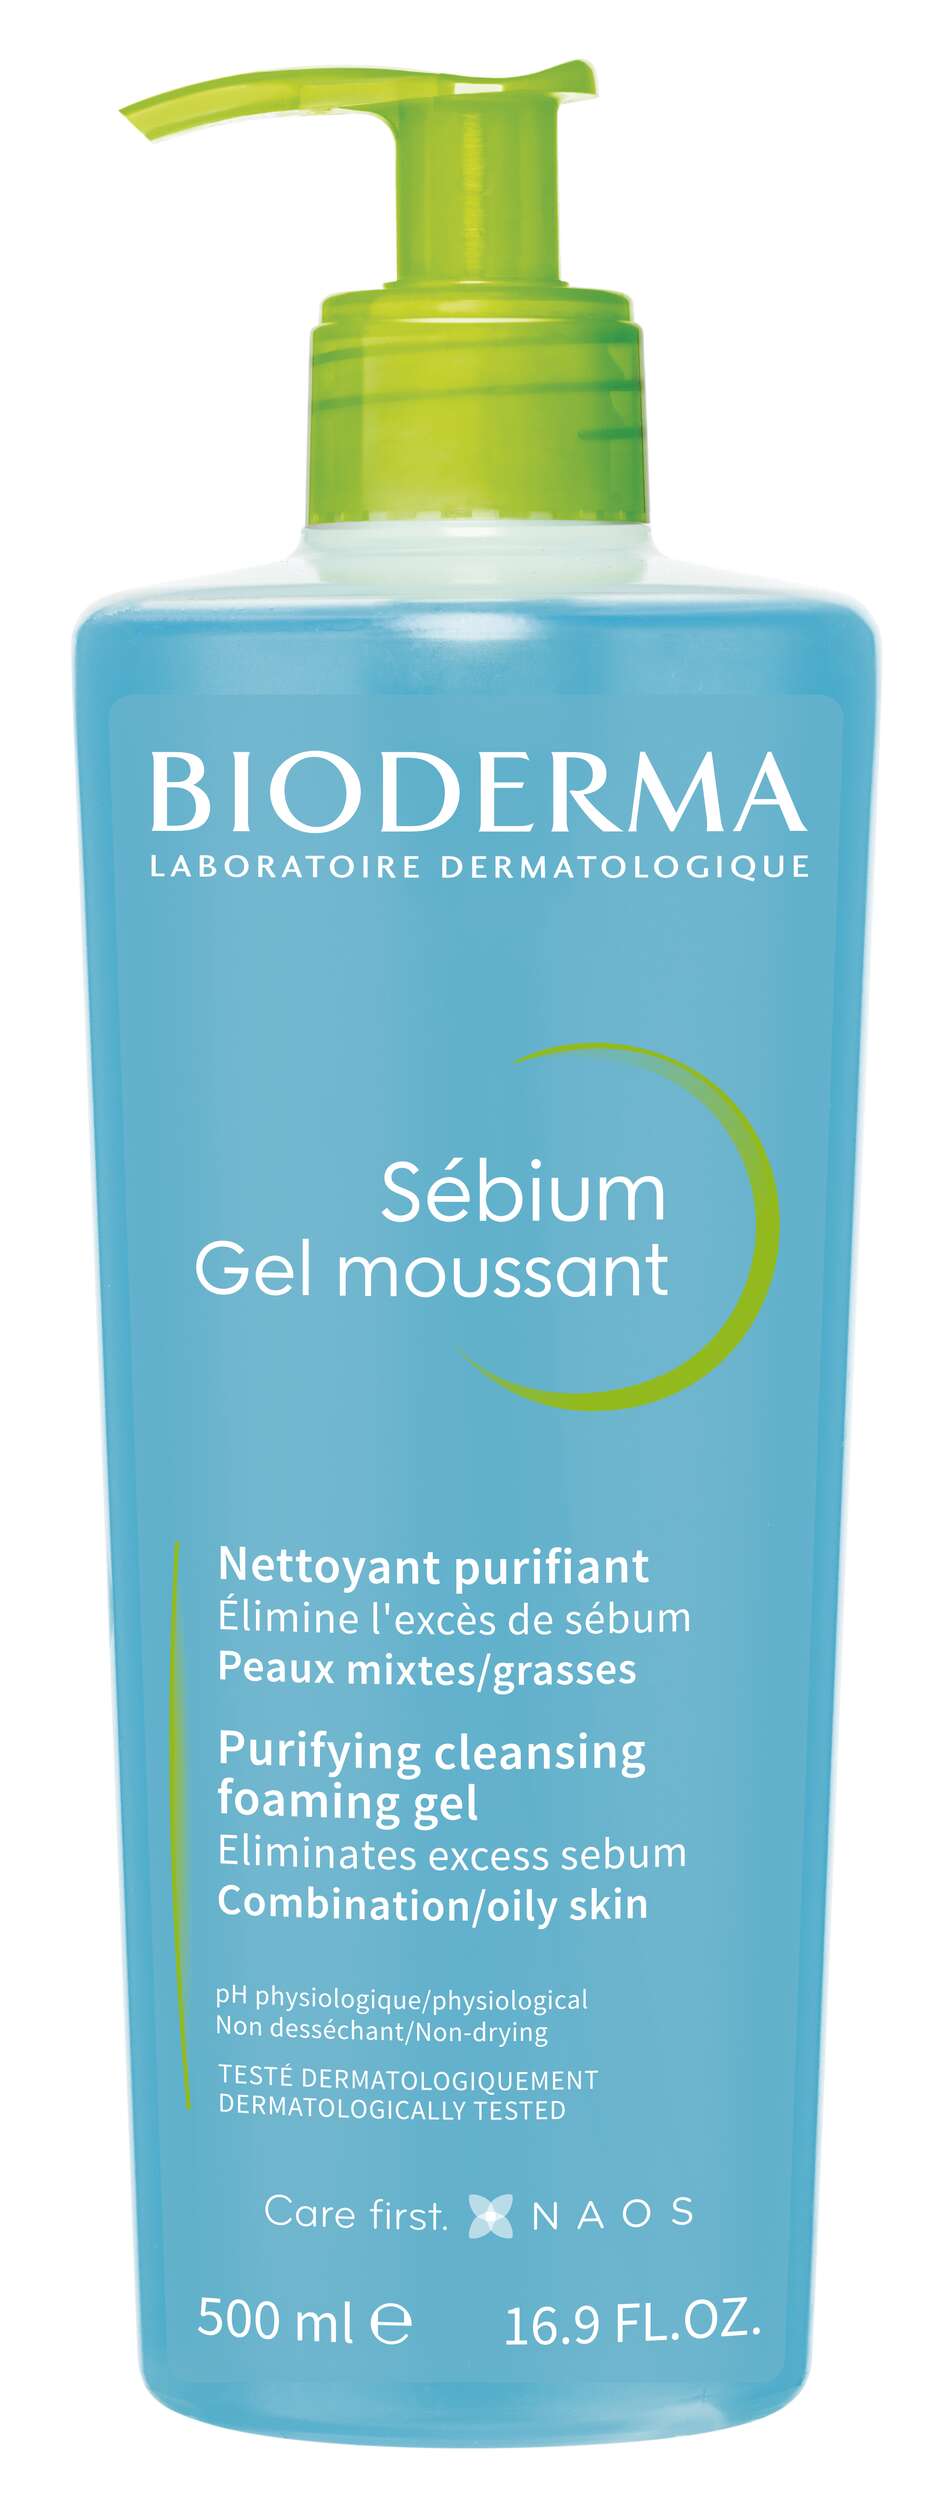 BIODERMA
LABORATOIRE DERMATOLOGIQUE
Sébium
Gel moussant
Nettoyant purifiant
Élimine l'excès de sébum
Peaux mixtes/grasses
Purifying cleansing
foaming gel
Eliminates excess sebum
Combination/oily skin
pH physiologique/physiological
Non desséchant/Non-drying
TESTÉ DERMATOLOGIQUEMENT
DERMATOLOGICALLY TESTED
Care first. NAOS
500 ml ℮ 16.9 FL.OZ.